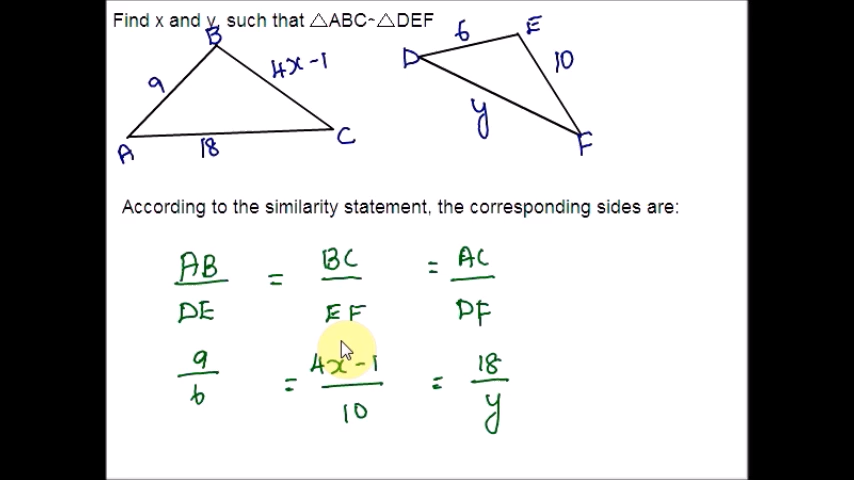 Find x and y, such that △ABC~△DEF
B
E
6
4x-1
D
10
9
y
A
18
C
F
According to the similarity statement, the corresponding sides are:
AB/DE = BC/EF = AC/DF
9/6 = 4x-1/10 = 18/y